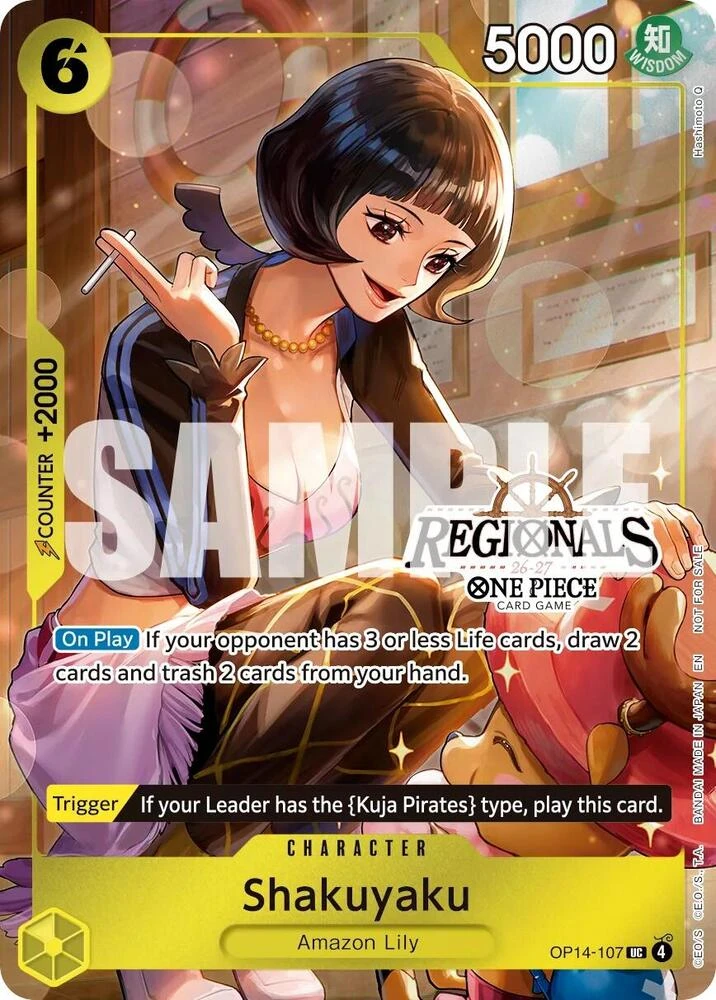 6
5000
知
WISDOM
Hashimoto Q
COUNTER +2000
SAMPLE
REGIONALS
26-27
ONE PIECE
CARD GAME
On Play If your opponent has 3 or less Life cards, draw 2
cards and trash 2 cards from your hand.
Trigger If your Leader has the {Kuja Pirates} type, play this card.
CHARACTER
Shakuyaku
Amazon Lily
OP14-107 UC 4
©E.O/S ©E.O./S., T.A. BANDAI MADE IN JAPAN EN NOT FOR SALE